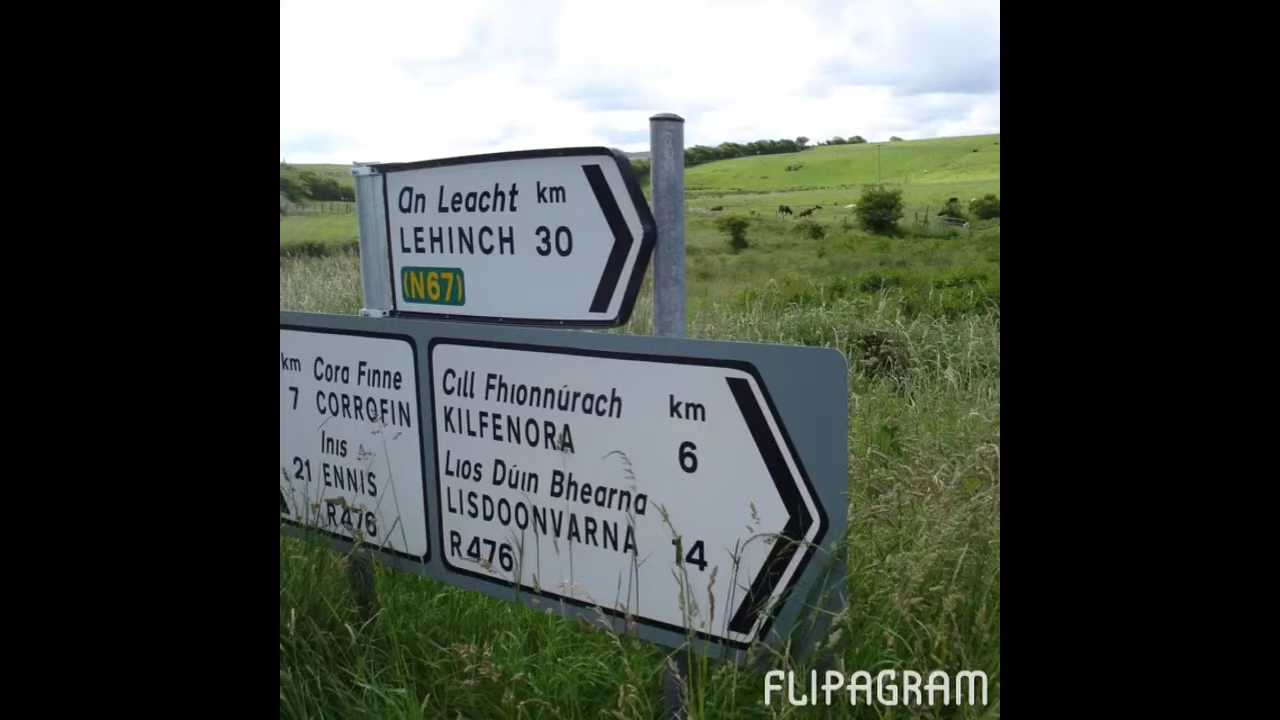 An Leacht km
LEHINCH 30
(N67)
km Cora Finne
7 CORROFIN
Inis
21 ENNIS
R476
Cill Fhionnúrach km
KILFENORA 6
Lios Dúin Bhearna
LISDOONVARNA 14
R476
FLIPAGRAM